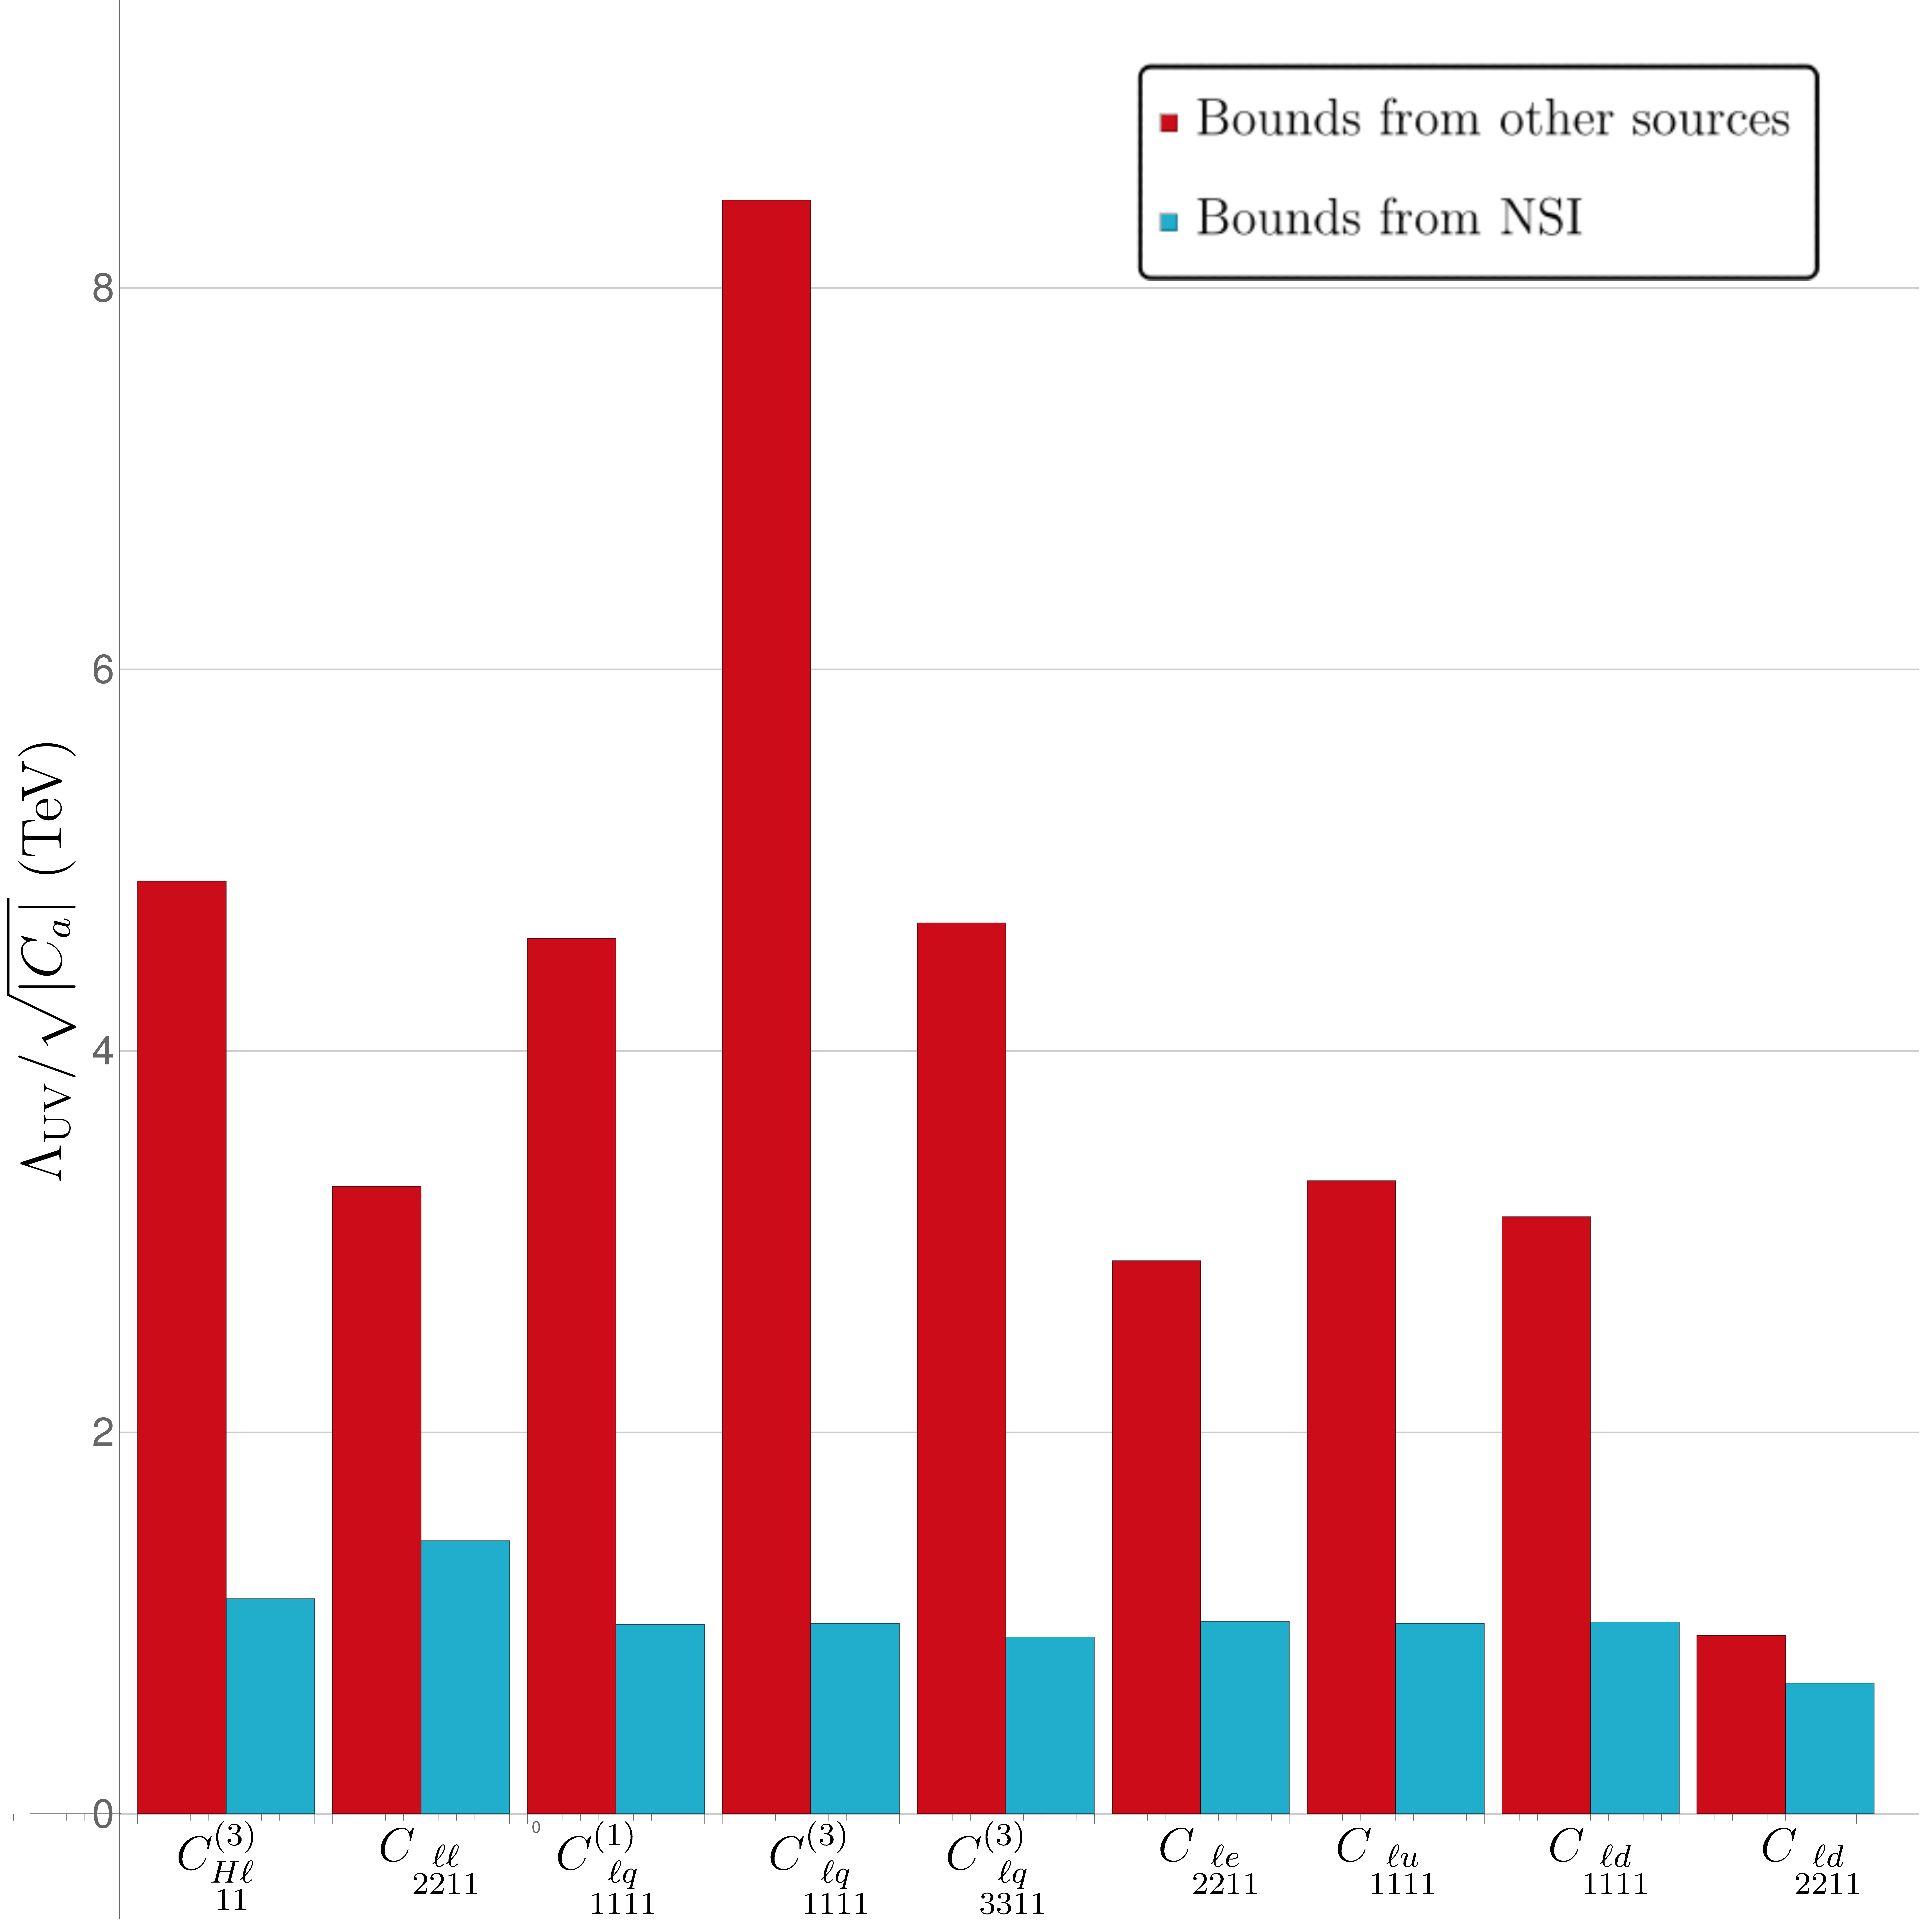 Bounds from other sources
Bounds from NSI
8
6
4
2
0
Λ_UV/√|C_a| (TeV)
0
C^(3)_Hℓ 11
C_ℓℓ 2211
C^(1)_ℓq 1111
C^(3)_ℓq 1111
C^(3)_ℓq 3311
C_ℓe 2211
C_ℓu 1111
C_ℓd 1111
C_ℓd 2211